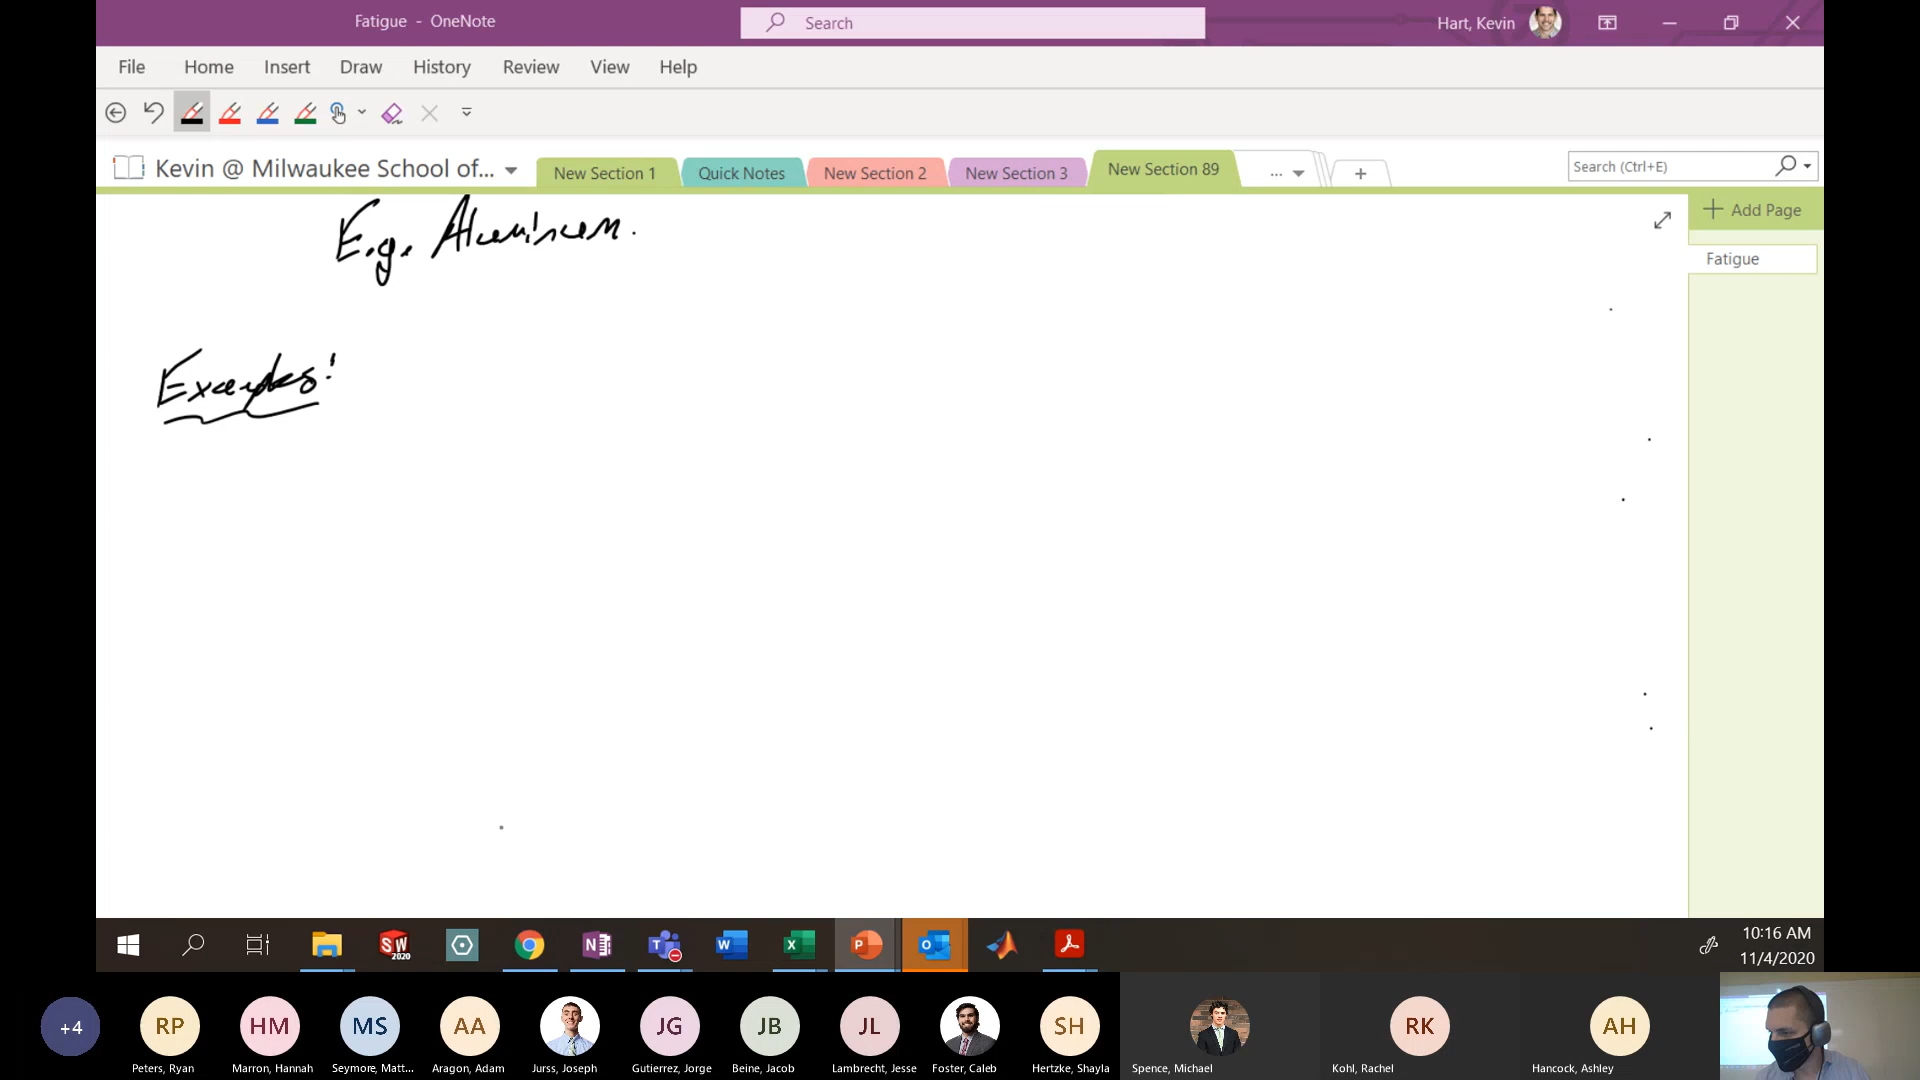 Fatigue - OneNote
Search
Hart, Kevin
File Home Insert Draw History Review View Help
Kevin @ Milwaukee School of...
New Section 1
Quick Notes
New Section 2
New Section 3
New Section 89
...
Search (Ctrl+E)
Add Page
Fatigue
E.g. Aluminum.
Examples:
SW 2020
N
T
W
X
P
O
10:16 AM
11/4/2020
+4
RP
HM
MS
AA
JG
JB
JL
SH
RK
AH
Peters, Ryan
Marron, Hannah
Seymore, Matt...
Aragon, Adam
Jurss, Joseph
Gutierrez, Jorge
Beine, Jacob
Lambrecht, Jesse
Foster, Caleb
Hertzke, Shayla
Spence, Michael
Kohl, Rachel
Hancock, Ashley